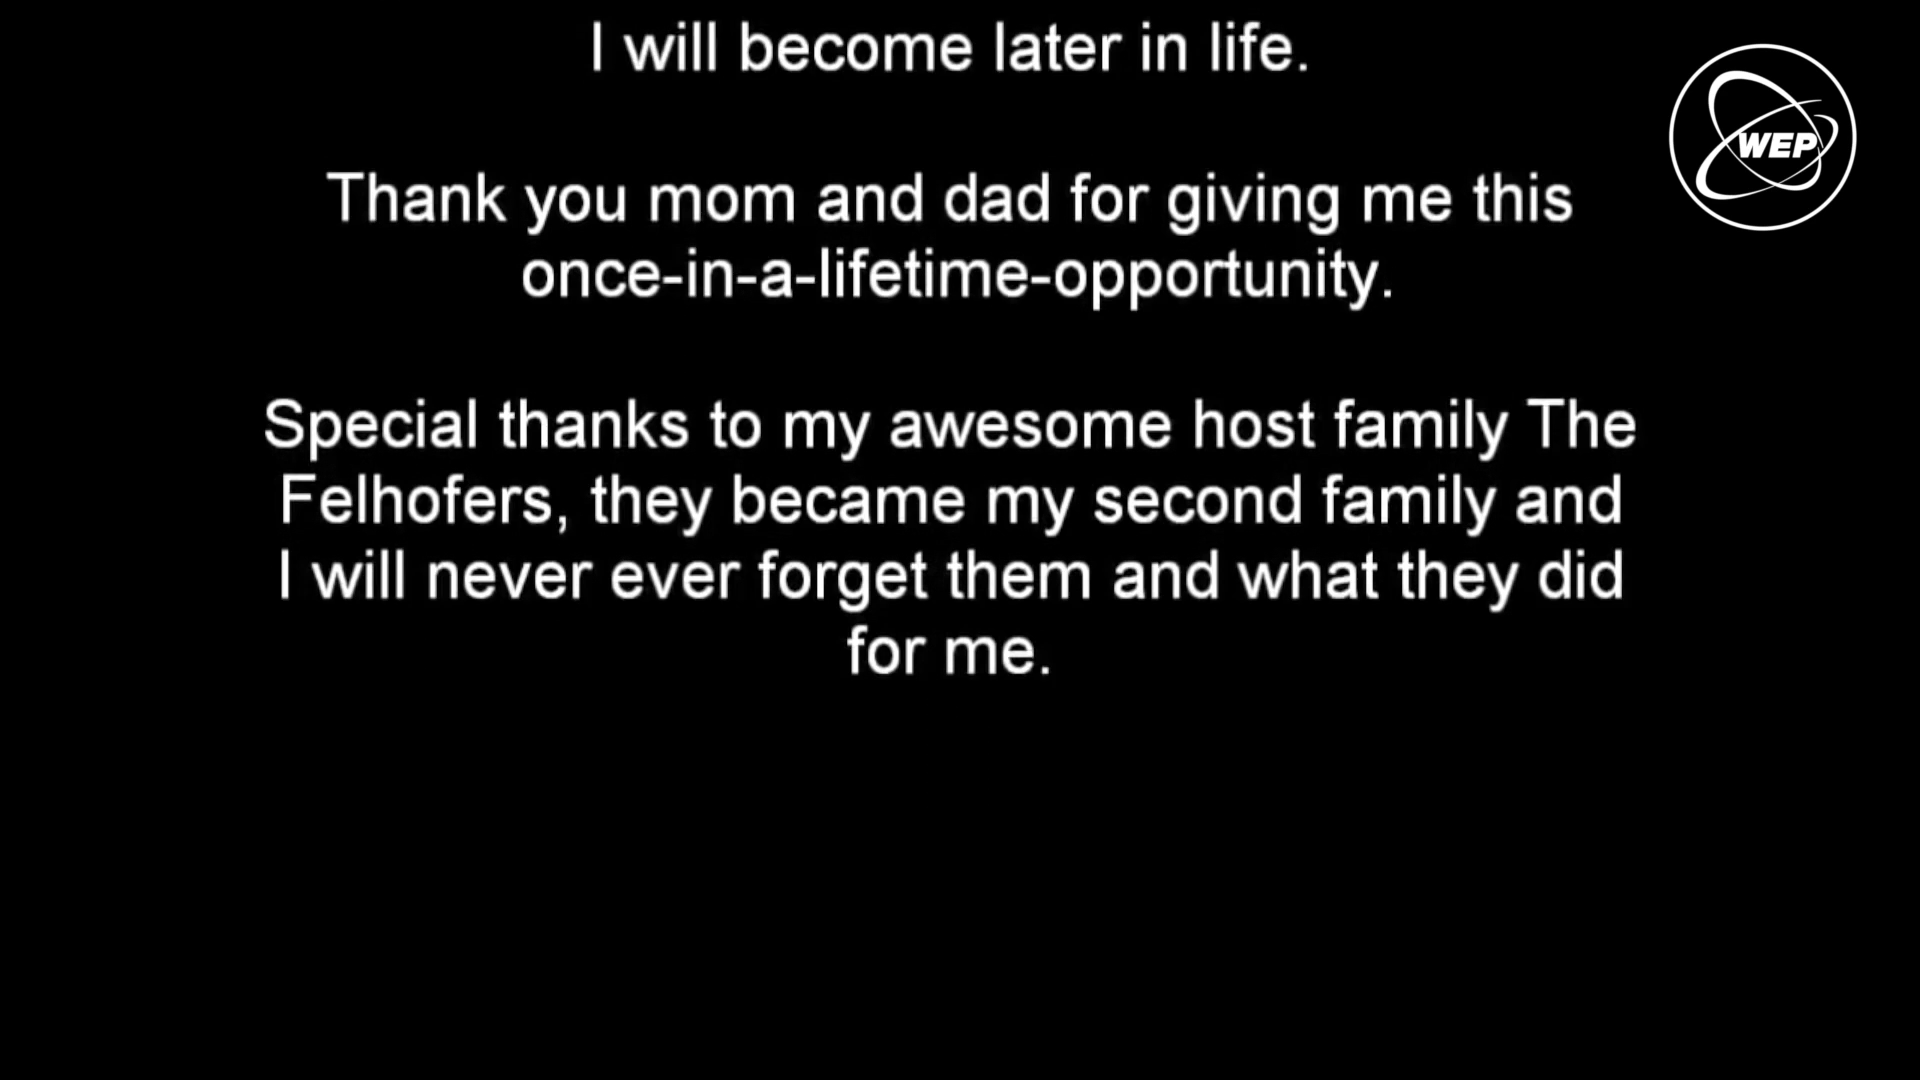 I will become later in life.
Thank you mom and dad for giving me this
once-in-a-lifetime-opportunity.
Special thanks to my awesome host family The
Felhofers, they became my second family and
I will never ever forget them and what they did
for me.
WEP